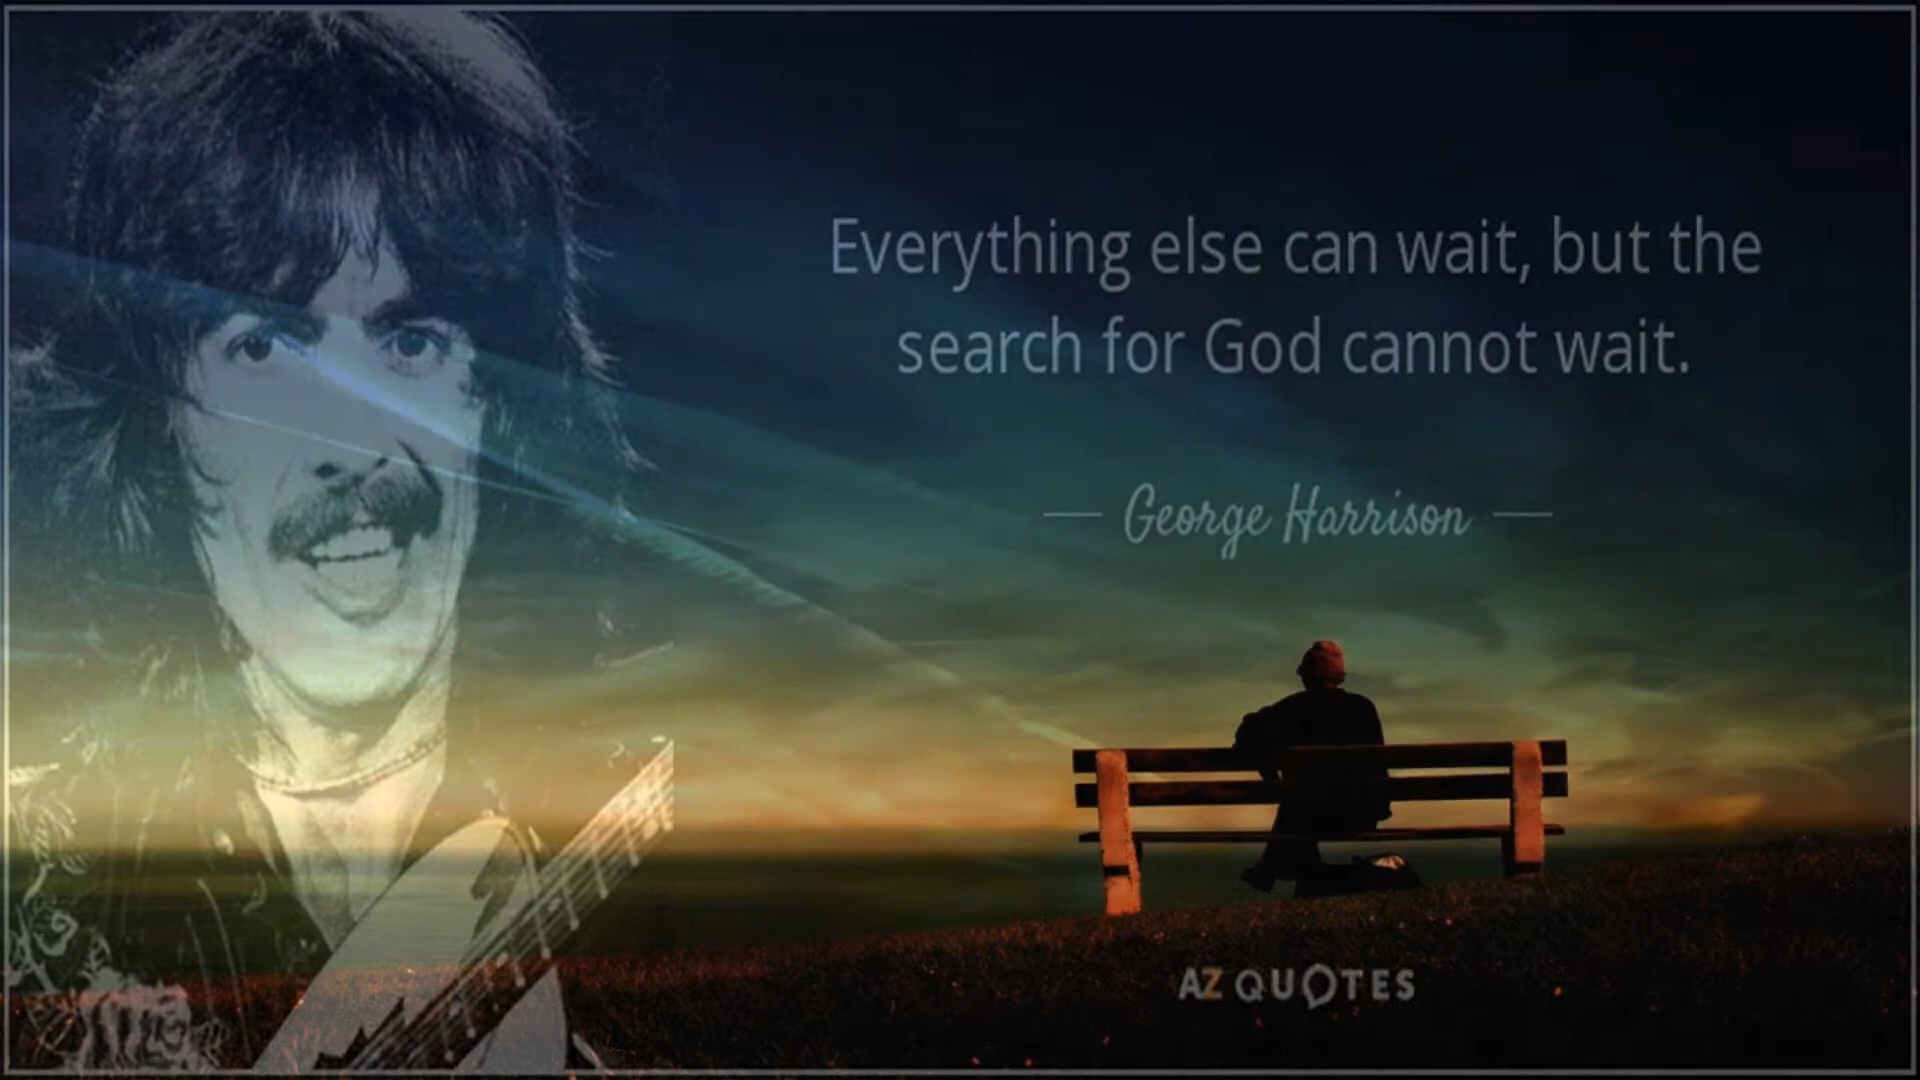 Everything else can wait, but the
search for God cannot wait.
— George Harrison —
AZ QUOTES